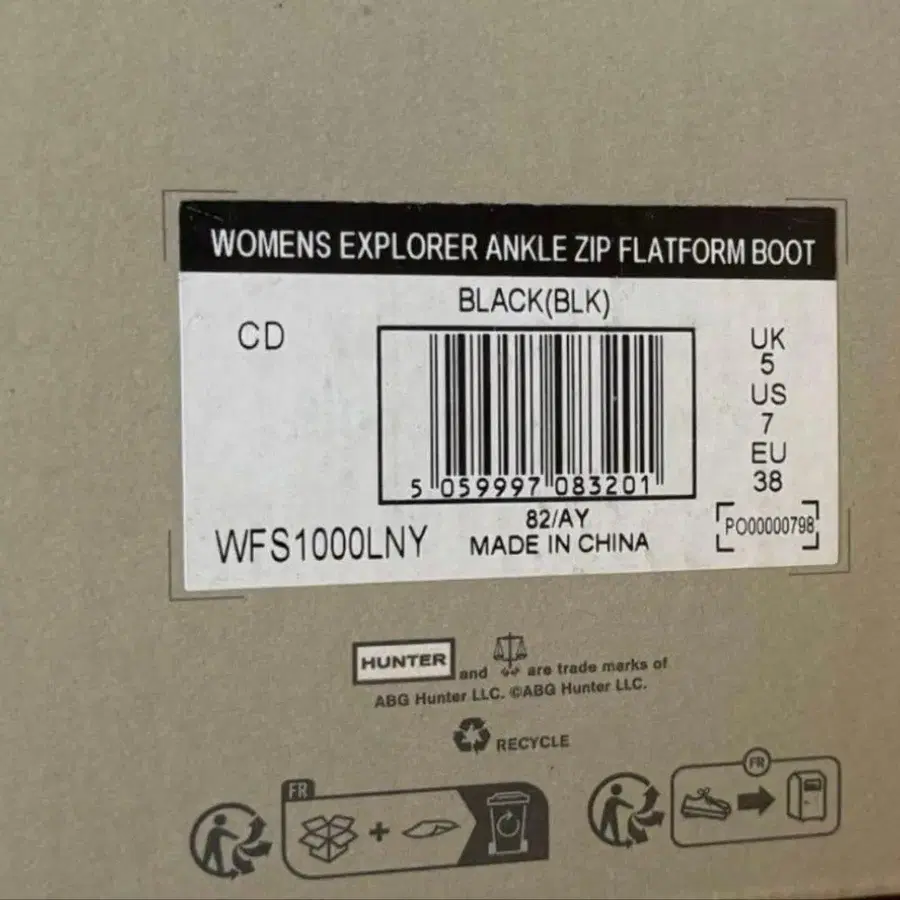 WOMENS EXPLORER ANKLE ZIP FLATFORM BOOT
BLACK(BLK)
CD
UK
5
US
7
EU
38
5 059997 083201
82/AY
MADE IN CHINA
WFS1000LNY
PO00000798
HUNTER and are trade marks of
ABG Hunter LLC. ©ABG Hunter LLC.
RECYCLE
FR
FR